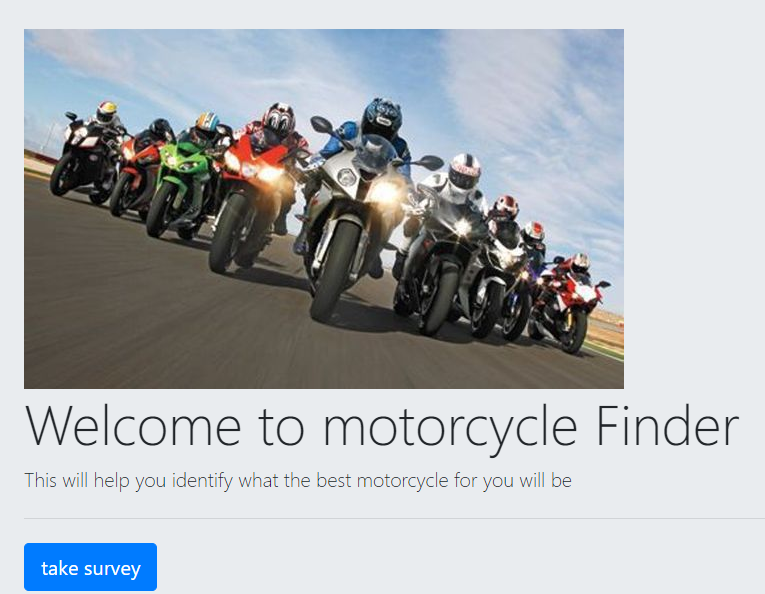 Welcome to motorcycle Finder
This will help you identify what the best motorcycle for you will be
take survey